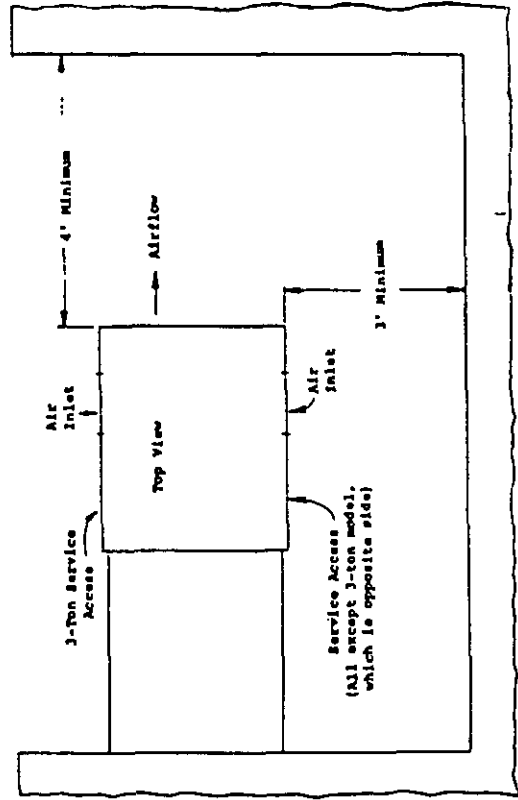 4' Minimum
Airflow
3' Minimum
Air
Inlet
Air
Inlet
Top View
3-Ton Service
Access
Service Access
(All except 3-ton model,
which is opposite side)